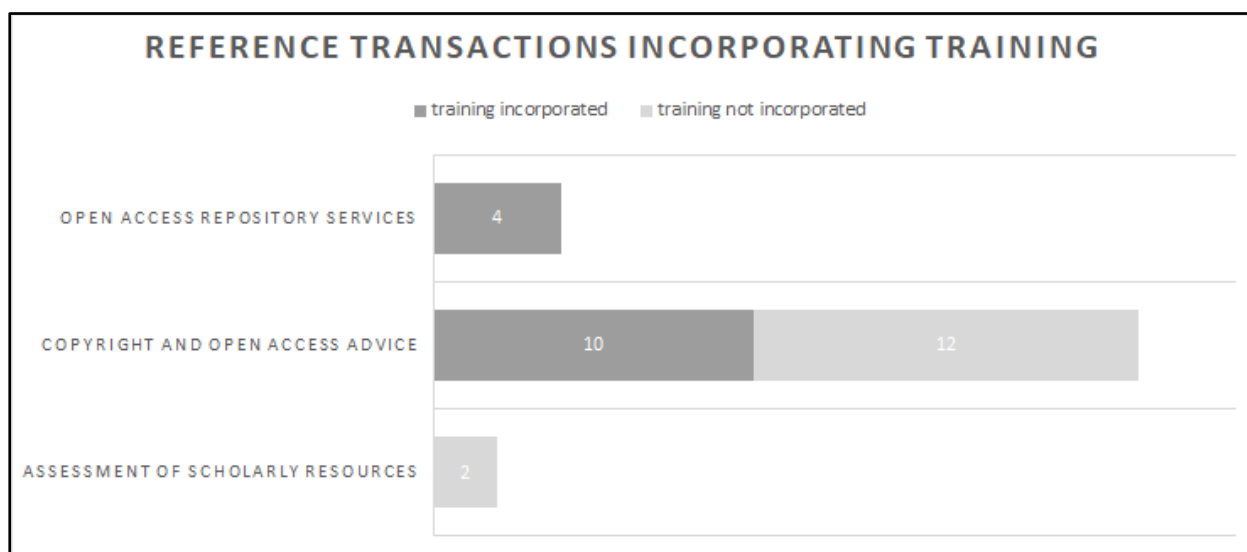 REFERENCE TRANSACTIONS INCORPORATING TRAINING
training incorporated training not incorporated
OPEN ACCESS REPOSITORY SERVICES 4
COPYRIGHT AND OPEN ACCESS ADVICE 10 12
ASSESSMENT OF SCHOLARLY RESOURCES 2